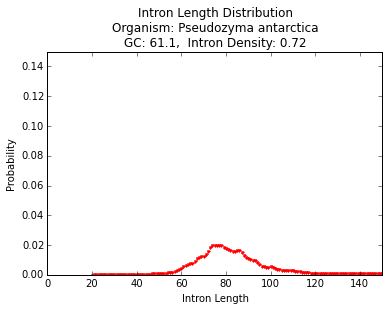 Intron Length Distribution
Organism: Pseudozyma antarctica
GC: 61.1,  Intron Density: 0.72
0.14
0.12
0.10
0.08
0.06
0.04
0.02
0.00
Probability
0 20 40 60 80 100 120 140
Intron Length